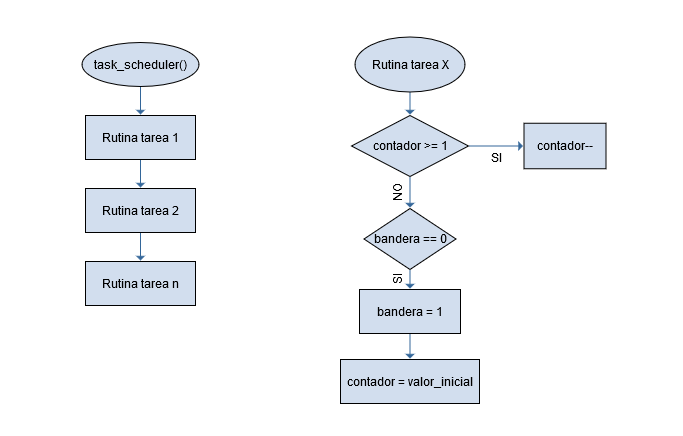 task_scheduler()
Rutina tarea 1
Rutina tarea 2
Rutina tarea n
Rutina tarea X
contador >= 1
SI
contador--
NO
bandera == 0
SI
bandera = 1
contador = valor_inicial